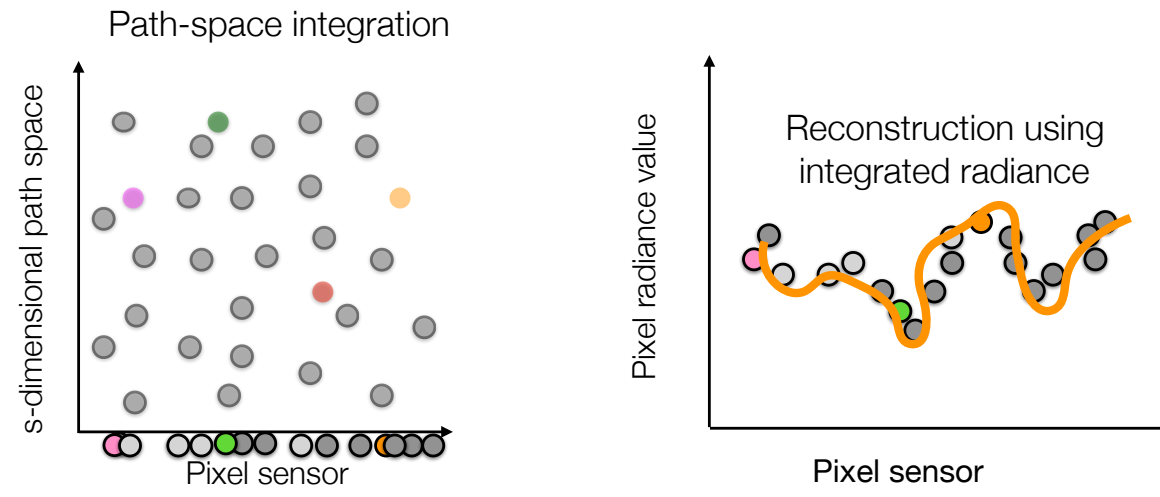 Path-space integration
s-dimensional path space
Pixel sensor
Reconstruction using
integrated radiance
Pixel radiance value
Pixel sensor